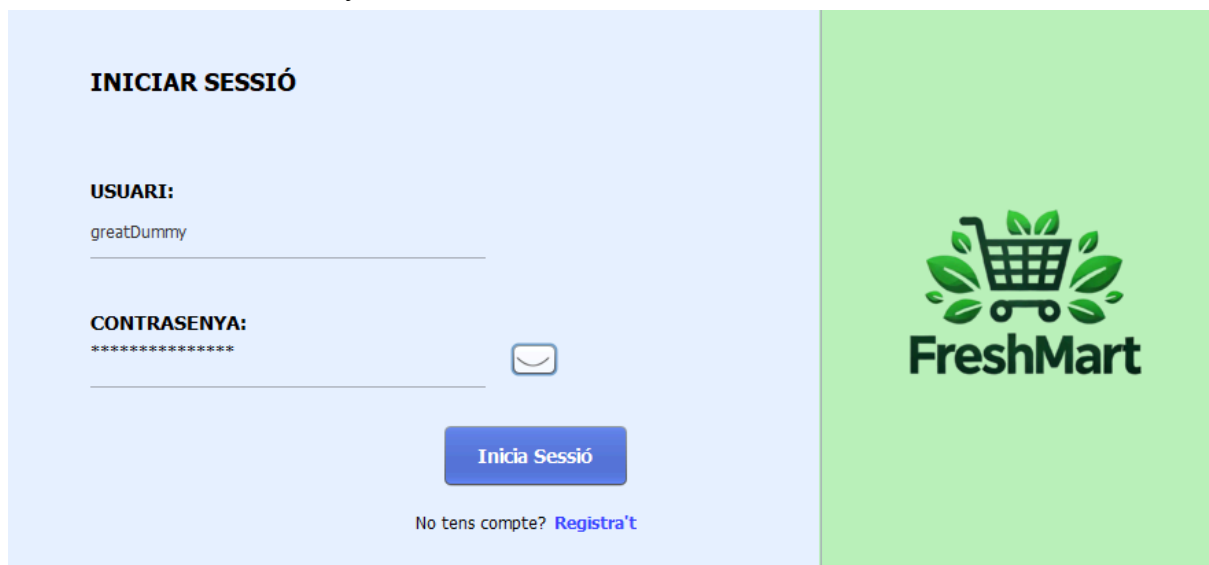 INICIAR SESSIÓ
USUARI:
greatDummy
CONTRASENYA:
***************
Inicia Sessió
No tens compte? Registra't
FreshMart